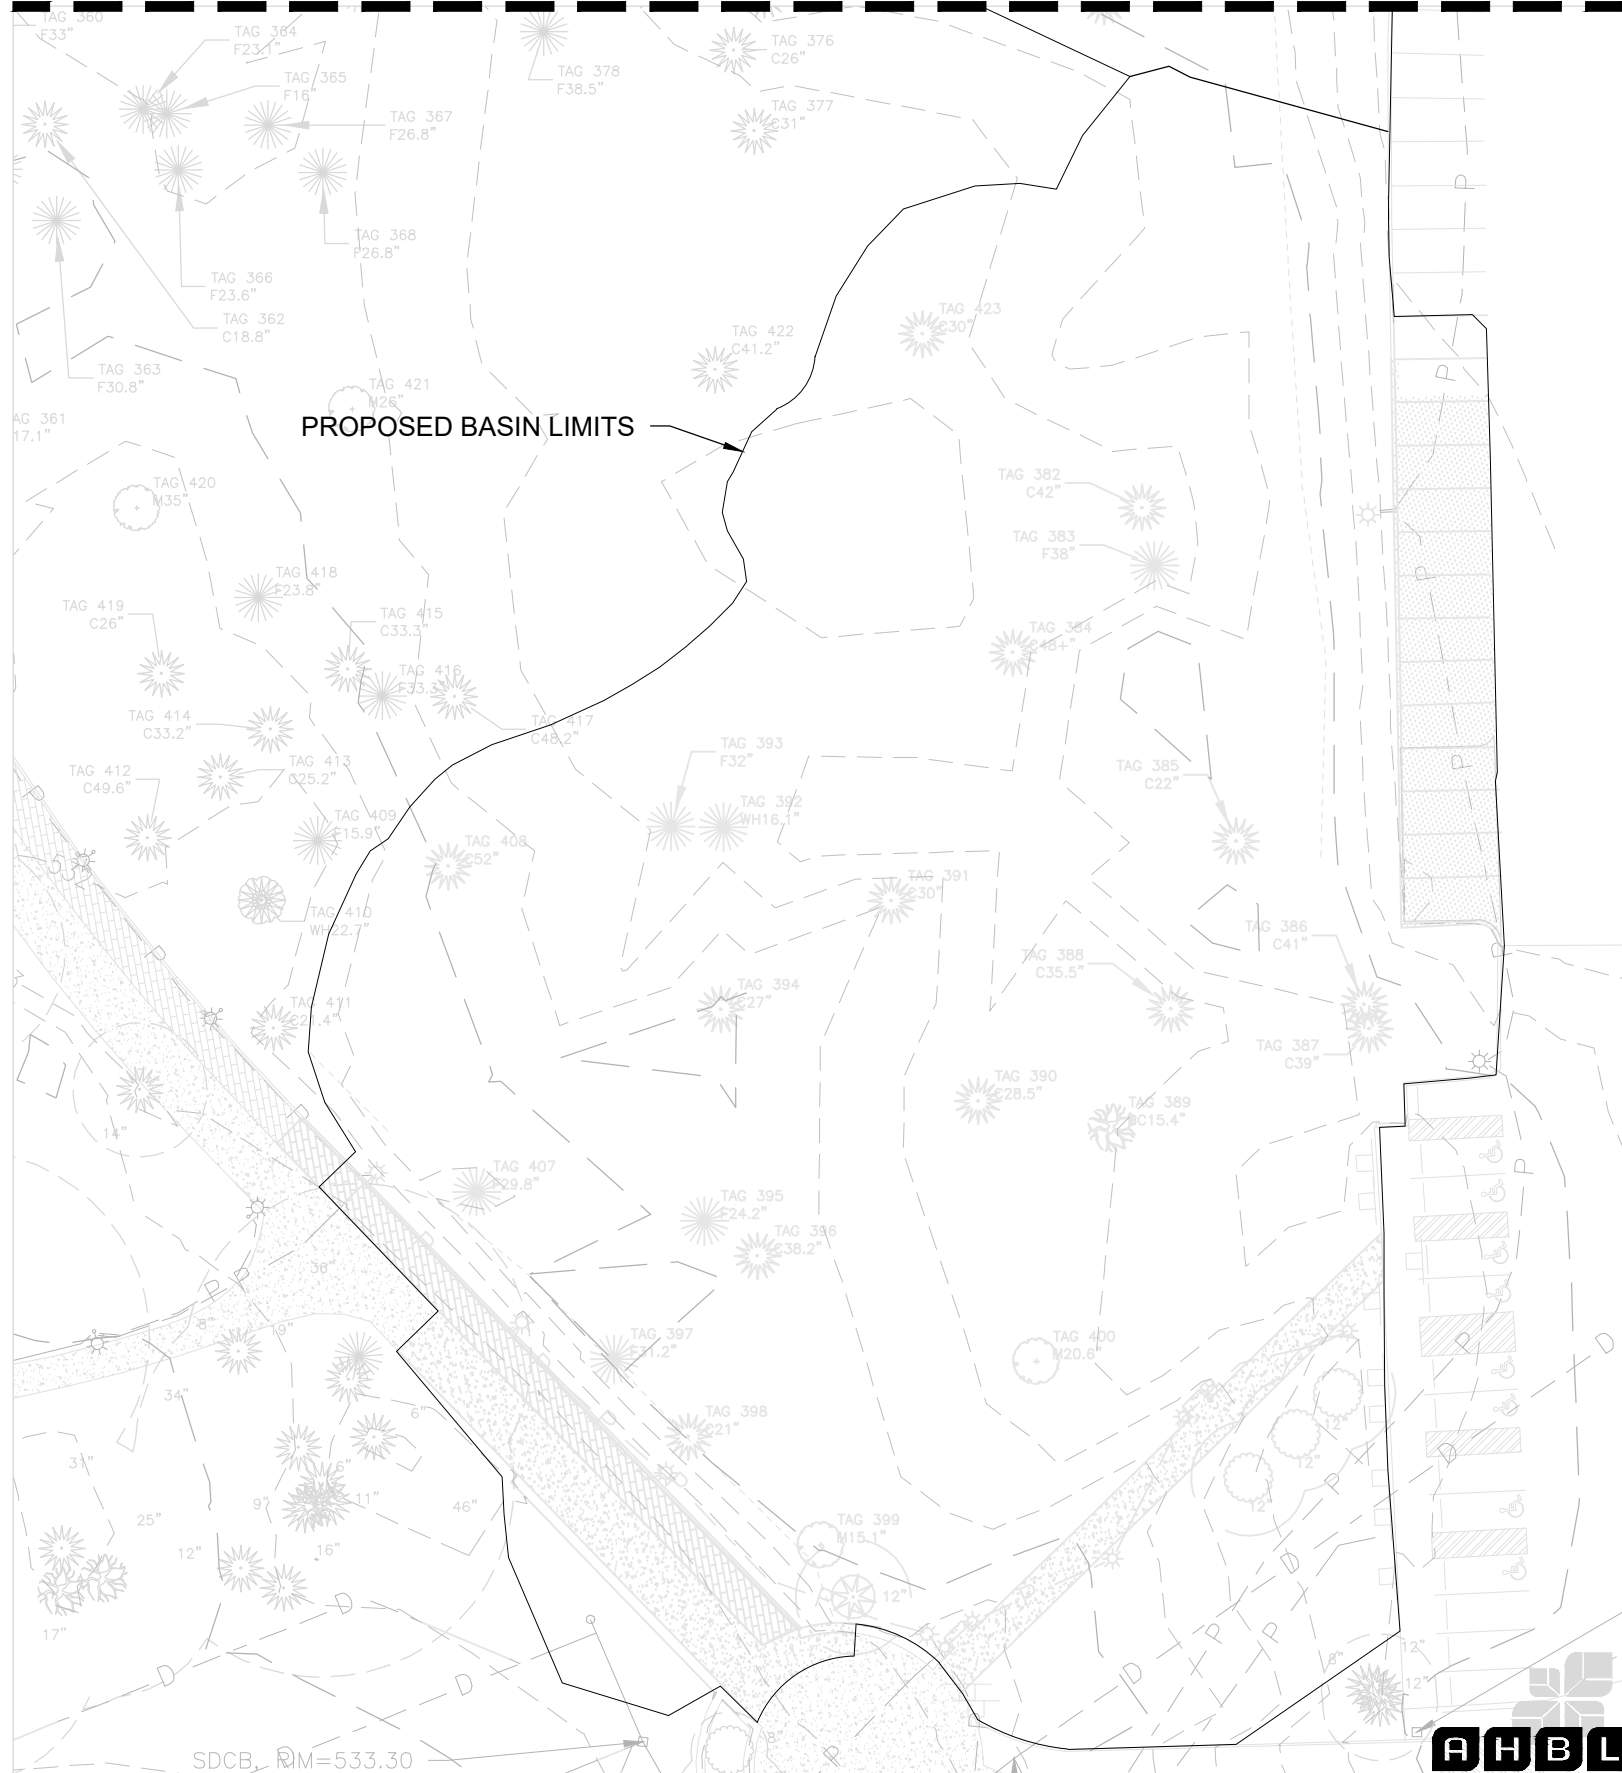 TAG 360
F33"
TAG 364
F23.1"
TAG 365
F16"
TAG 378
F38.5"
TAG 376
C26"
TAG 377
C31"
TAG 367
F26.8"
TAG 368
F26.8"
TAG 366
F23.6"
TAG 362
C18.8"
TAG 363
F30.8"
AG 361
17.1"
TAG 421
M26"
TAG 422
C41.2"
TAG 423
C30"
PROPOSED BASIN LIMITS
TAG 420
M35"
TAG 382
C42"
TAG 383
F38"
TAG 418
F23.8"
TAG 419
C26"
TAG 415
C33.3"
TAG 384
C48+"
TAG 416
F33.3"
TAG 414
C33.2"
TAG 417
C48.2"
TAG 393
F32"
TAG 413
C25.2"
TAG 412
C49.6"
TAG 385
C22"
TAG 392
WH16.1"
TAG 409
F15.9"
TAG 408
C52"
TAG 391
C30"
TAG 410
WH22.7"
TAG 386
C41"
TAG 388
C35.5"
TAG 394
C27"
TAG 411
C21.4"
TAG 387
C39"
TAG 390
C28.5"
TAG 389
C15.4"
14"
TAG 407
F29.8"
TAG 395
F24.2"
TAG 396
C38.2"
36"
8"
9"
TAG 397
F31.2"
TAG 400
M20.6"
34"
6"
TAG 398
C21"
12"
31"
6"
12"
9"
11"
46"
12"
25"
TAG 399
M15.1"
12"
16"
12"
17"
8"
12"
12"
8"
SDCB, RIM=533.30
AHBL
P
P
P
P
P
P
P
P
P
P
P
P
D
D
D
D
D
D
D
D
D
D